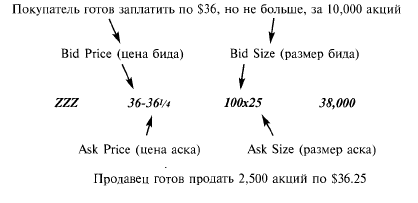 Покупатель готов заплатить по $36, но не больше, за 10,000 акций
Bid Price (цена бида) Bid Size (размер бида)
ZZZ 36-36¼ 100x25 38,000
Ask Price (цена аска) Ask Size (размер аска)
Продавец готов продать 2,500 акций по $36.25